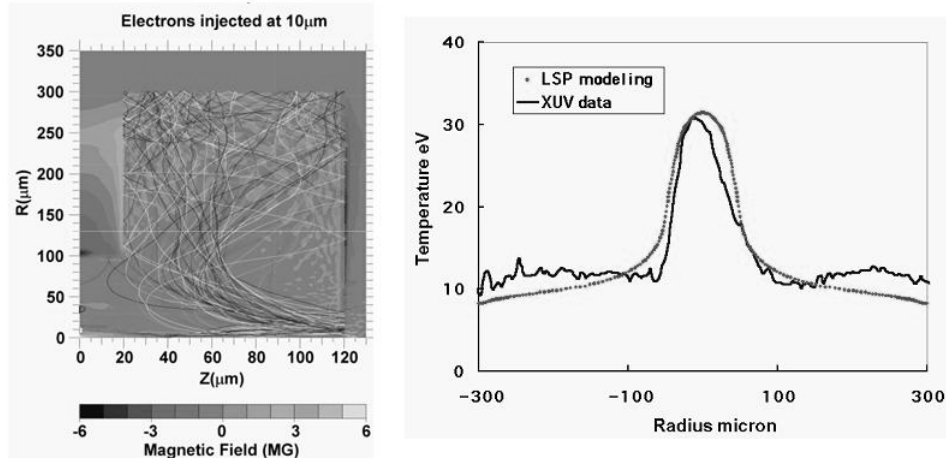 Electrons injected at 10μm
350
300
250
200
150
100
50
0
R(μm)
0 20 40 60 80 100 120
Z(μm)
-6 -3 0 3 6
Magnetic Field (MG)
40
30
20
10
0
Temperature eV
LSP modeling
XUV data
-300 -100 100 300
Radius micron